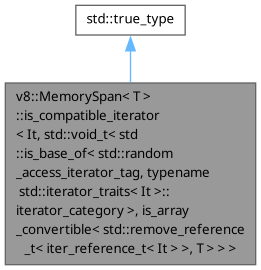 std::true_type
v8::MemorySpan< T >
::is_compatible_iterator
< It, std::void_t< std
::is_base_of< std::random
_access_iterator_tag, typename
std::iterator_traits< It >::
iterator_category >, is_array
_convertible< std::remove_reference
_t< iter_reference_t< It > >, T > > >